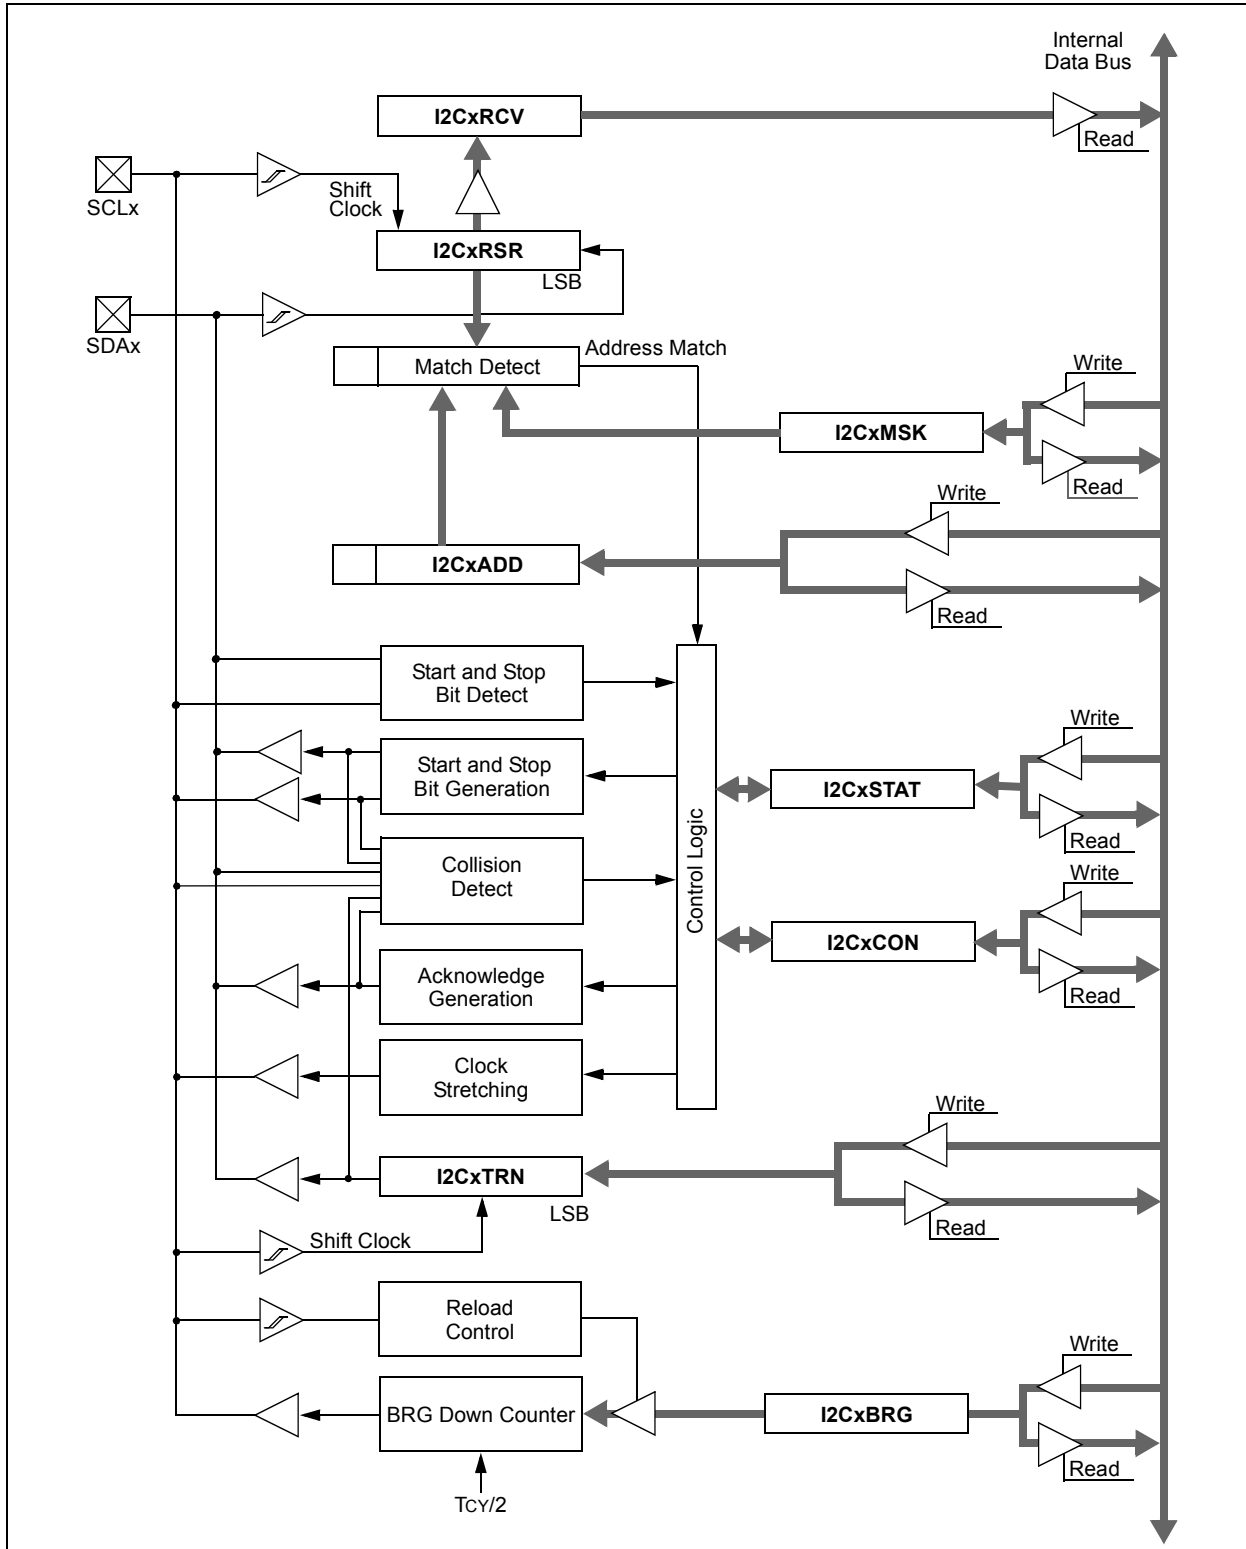 Internal
Data Bus
I2CxRCV
Read
SCLx
Shift
Clock
I2CxRSR
LSB
SDAx
Address Match
Match Detect
Write
I2CxMSK
Read
Write
I2CxADD
Read
Start and Stop
Bit Detect
Write
Start and Stop
Bit Generation
I2CxSTAT
Read
Control Logic
Collision
Detect
Write
I2CxCON
Read
Acknowledge
Generation
Clock
Stretching
Write
I2CxTRN
LSB
Read
Shift Clock
Reload
Control
Write
BRG Down Counter
I2CxBRG
Read
TCY/2